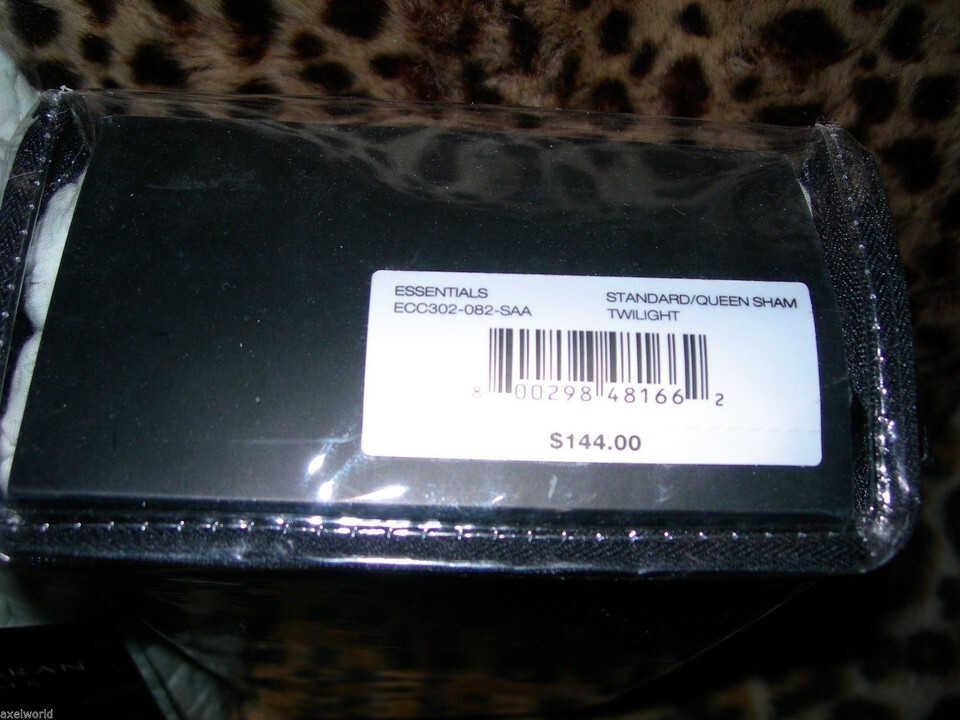 ESSENTIALS
ECC302-082-SAA
STANDARD/QUEEN SHAM
TWILIGHT
8 00298 48166 2
$144.00
axelworld